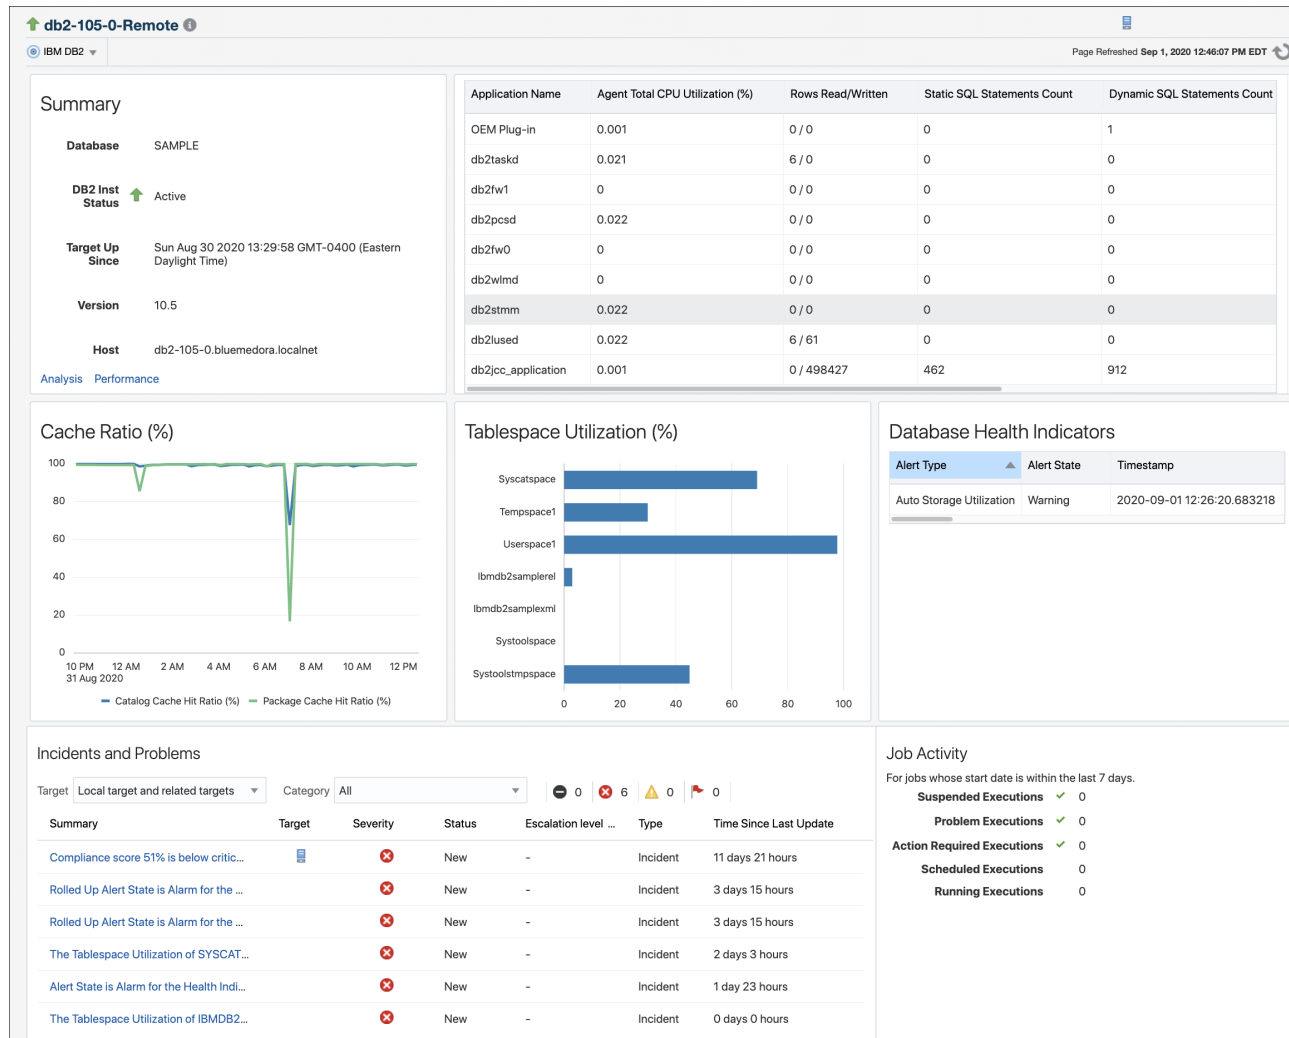 db2-105-0-Remote
IBM DB2
Page Refreshed Sep 1, 2020 12:46:07 PM EDT
Summary
Database SAMPLE
DB2 Inst Status Active
Target Up Since Sun Aug 30 2020 13:29:58 GMT-0400 (Eastern Daylight Time)
Version 10.5
Host db2-105-0.bluemedora.localnet
Analysis Performance
Application Name Agent Total CPU Utilization (%) Rows Read/Written Static SQL Statements Count Dynamic SQL Statements Count
OEM Plug-in 0.001 0 / 0 0 1
db2taskd 0.021 6 / 0 0 0
db2fw1 0 0 / 0 0 0
db2pcsd 0.022 0 / 0 0 0
db2fw0 0 0 / 0 0 0
db2wlmd 0 0 / 0 0 0
db2stmm 0.022 0 / 0 0 0
db2lused 0.022 6 / 61 0 0
db2jcc_application 0.001 0 / 498427 462 912
Cache Ratio (%)
100
80
60
40
20
0
10 PM 12 AM 2 AM 4 AM 6 AM 8 AM 10 AM 12 PM
31 Aug 2020
Catalog Cache Hit Ratio (%) Package Cache Hit Ratio (%)
Tablespace Utilization (%)
Syscatspace
Tempspace1
Userspace1
Ibmdb2samplerel
Ibmdb2samplexml
Systoolspace
Systoolstmpspace
0 20 40 60 80 100
Database Health Indicators
Alert Type Alert State Timestamp
Auto Storage Utilization Warning 2020-09-01 12:26:20.683218
Incidents and Problems
Target Local target and related targets Category All 0 6 0 0
Summary Target Severity Status Escalation level ... Type Time Since Last Update
Compliance score 51% is below critic... New - Incident 11 days 21 hours
Rolled Up Alert State is Alarm for the ... New - Incident 3 days 15 hours
Rolled Up Alert State is Alarm for the ... New - Incident 3 days 15 hours
The Tablespace Utilization of SYSCAT... New - Incident 2 days 3 hours
Alert State is Alarm for the Health Indi... New - Incident 1 day 23 hours
The Tablespace Utilization of IBMDB2... New - Incident 0 days 0 hours
Job Activity
For jobs whose start date is within the last 7 days.
Suspended Executions 0
Problem Executions 0
Action Required Executions 0
Scheduled Executions 0
Running Executions 0